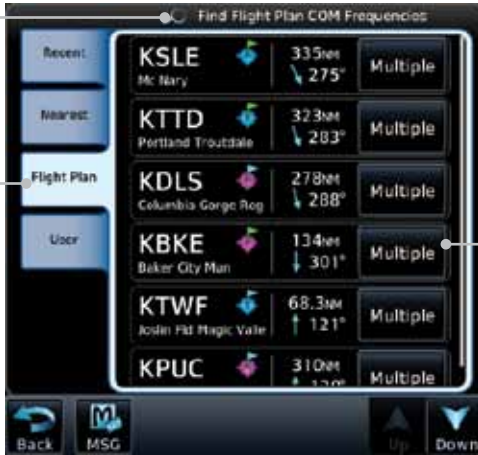 Find Flight Plan COM Frequencies
Recent
Nearest
Flight Plan
User
KSLE
335NM
Mc Nary
275°
Multiple
KTTD
323NM
Portland Troutdale
283°
Multiple
KDLS
278NM
Columbia Gorge Reg
288°
Multiple
KBKE
134NM
Baker City Mun
301°
Multiple
KTWF
68.3NM
Joslin Fld Magic Valle
121°
Multiple
KPUC
310NM
Multiple
Back
MSG
Up
Down